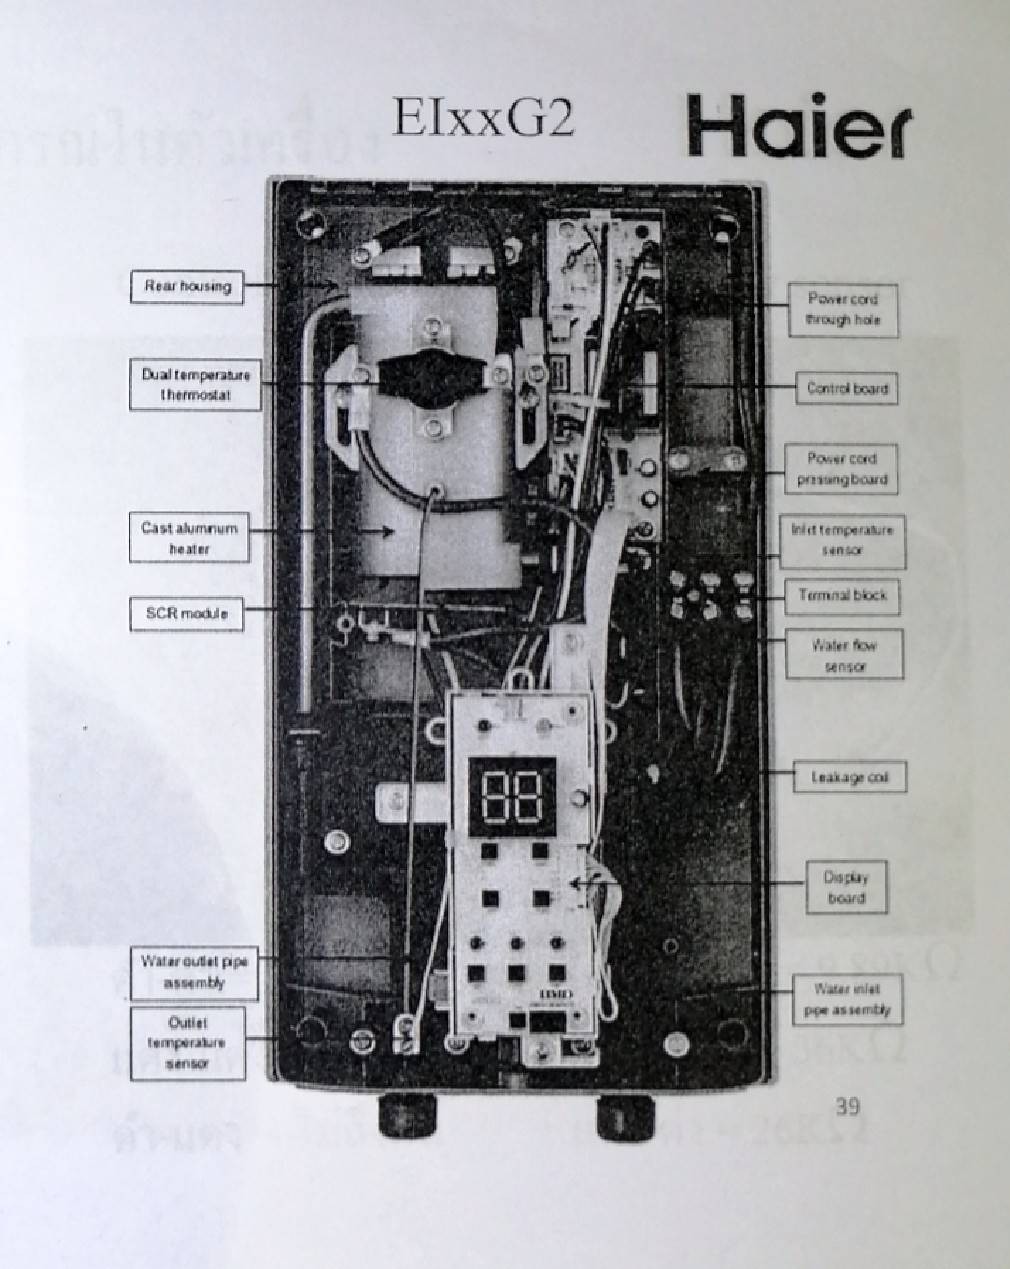 EIxxG2
Haier
Rear housing
Dual temperature
thermostat
Cast alumnum
heater
SCR module
Water outlet pipe
assembly
Outlet
temperature
sensor
Power cord
through hole
Control board
Power cord
pressing board
Inlet temperature
sensor
Terminal block
Water flow
sensor
Leakage coil
Display
board
Water inlet
pipe assembly
88
39